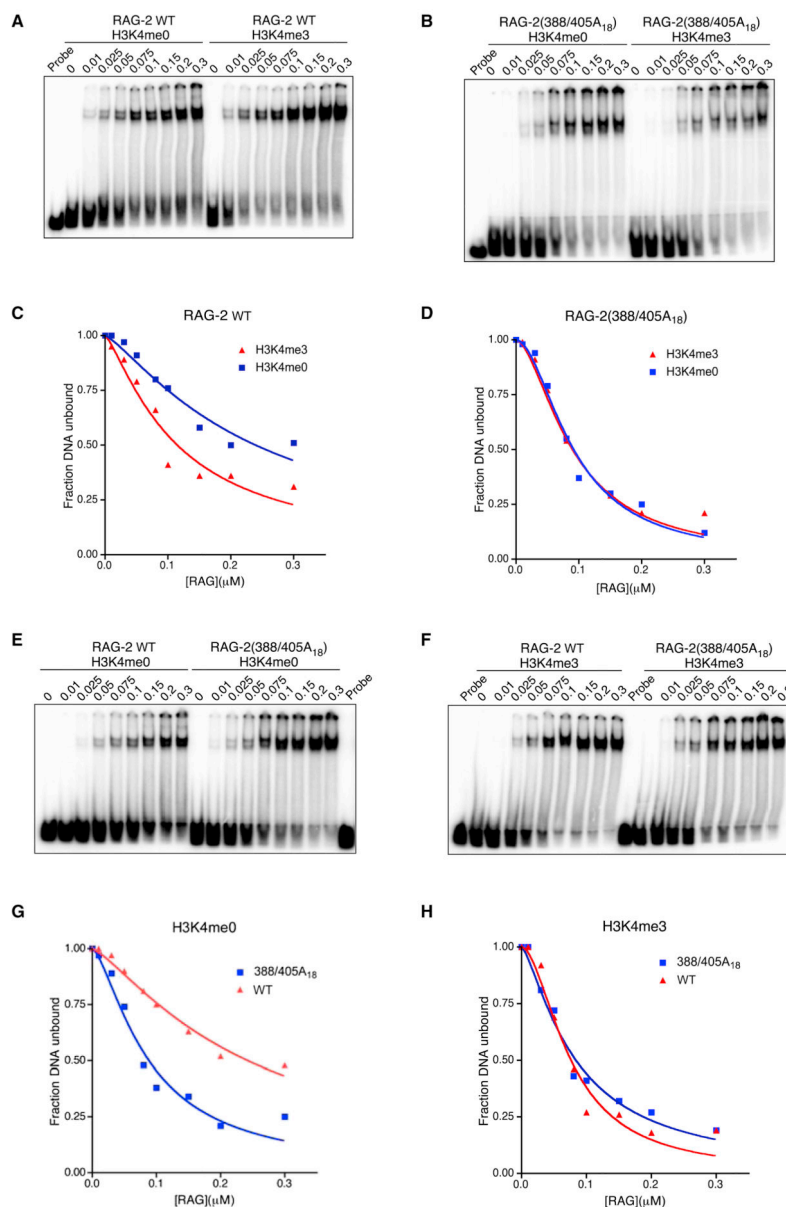 A
RAG-2 WT RAG-2 WT
H3K4me0 H3K4me3
Probe 0 0.01 0.025 0.05 0.075 0.1 0.15 0.2 0.3 0 0.01 0.025 0.05 0.075 0.1 0.15 0.2 0.3
B
RAG-2(388/405A18) RAG-2(388/405A18)
H3K4me0 H3K4me3
Probe 0 0.01 0.025 0.05 0.075 0.1 0.15 0.2 0.3 0 0.01 0.025 0.05 0.075 0.1 0.15 0.2 0.3
C
RAG-2 WT
1.00
0.75
0.50
0.25
0.00
Fraction DNA unbound
H3K4me3
H3K4me0
0.0 0.1 0.2 0.3
[RAG](μM)
D
RAG-2(388/405A18)
1.00
0.75
0.50
0.25
0.00
Fraction DNA unbound
H3K4me3
H3K4me0
0.0 0.1 0.2 0.3
[RAG](μM)
E
RAG-2 WT RAG-2(388/405A18)
H3K4me0 H3K4me0
0 0.01 0.025 0.05 0.075 0.1 0.15 0.2 0.3 0 0.01 0.025 0.05 0.075 0.1 0.15 0.2 0.3 Probe
F
RAG-2 WT RAG-2(388/405A18)
H3K4me3 H3K4me3
Probe 0 0.01 0.025 0.05 0.075 0.1 0.15 0.2 0.3 Probe 0 0.01 0.025 0.05 0.075 0.1 0.15 0.2
G
H3K4me0
1.00
0.75
0.50
0.25
0.00
Fraction DNA unbound
388/405A18
WT
0.0 0.1 0.2 0.3
[RAG](μM)
H
H3K4me3
1.00
0.75
0.50
0.25
0.00
Fraction DNA unbound
388/405A18
WT
0.0 0.1 0.2 0.3
[RAG](μM)